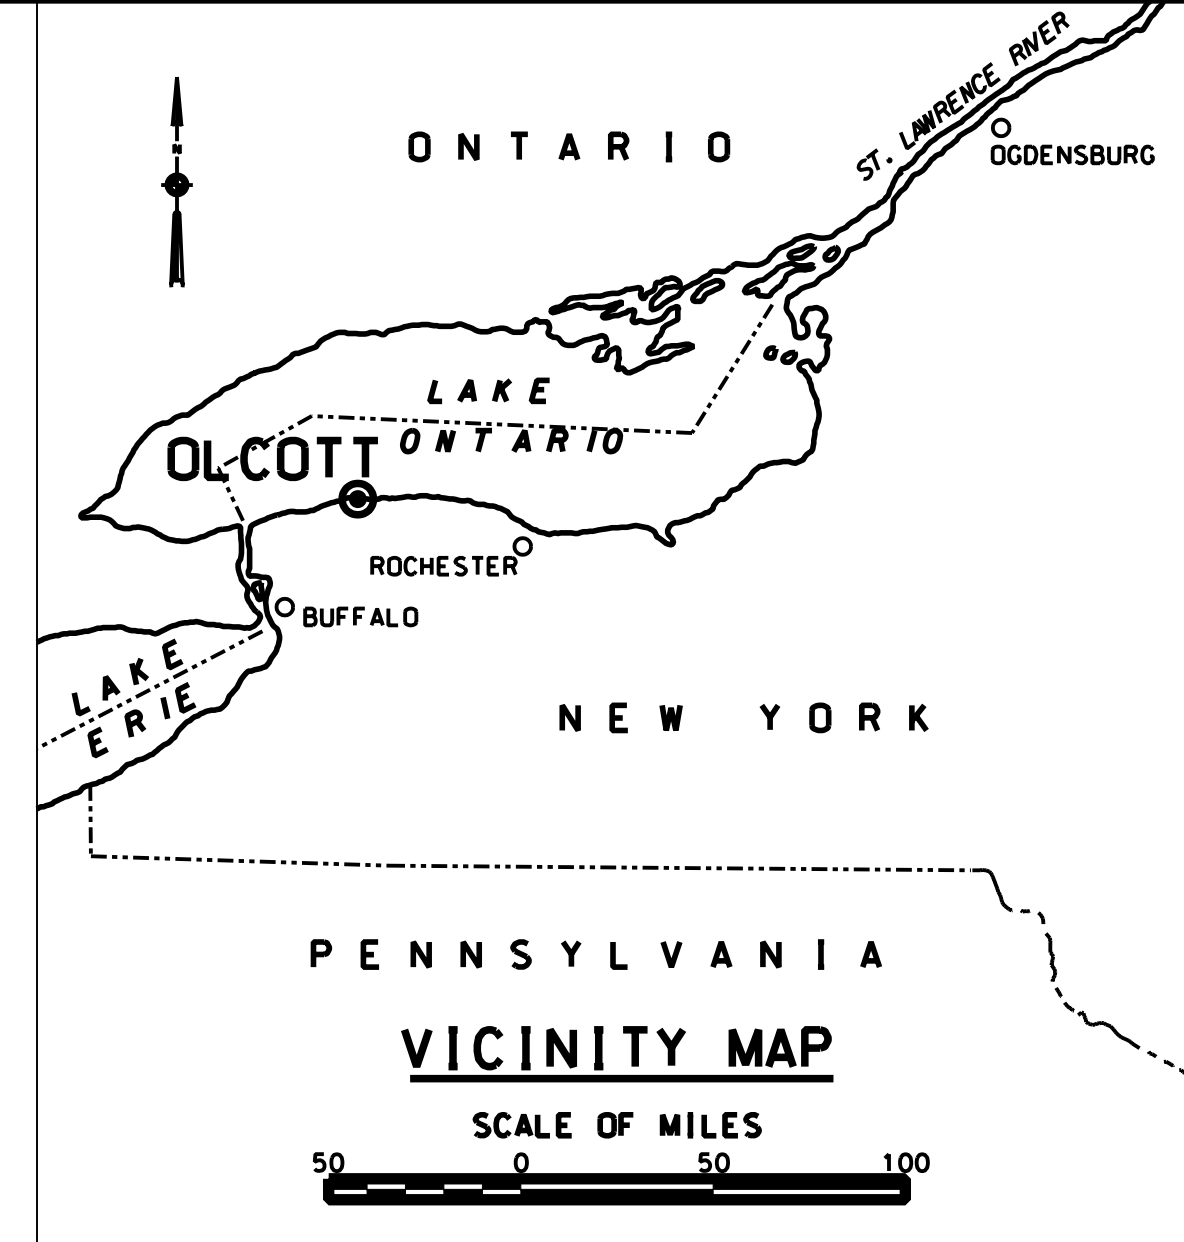 ST. LAWRENCE RIVER
N
ONTARIO
OGDENSBURG
LAKE
ONTARIO
OLCOTT
ROCHESTER
BUFFALO
LAKE
ERIE
NEW YORK
PENNSYLVANIA
VICINITY MAP
SCALE OF MILES
50 0 50 100